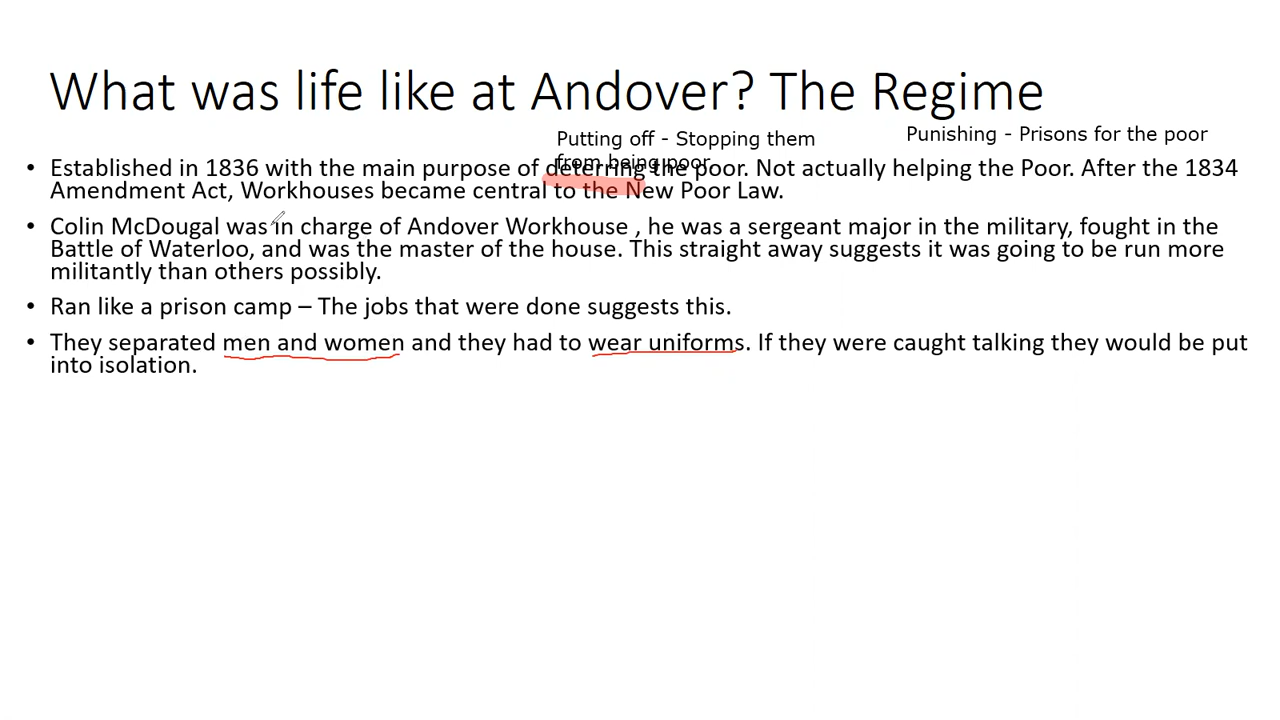 What was life like at Andover? The Regime
Putting off - Stopping them
from being poor
Punishing - Prisons for the poor
• Established in 1836 with the main purpose of deterring the poor. Not actually helping the Poor. After the 1834
Amendment Act, Workhouses became central to the New Poor Law.
• Colin McDougal was in charge of Andover Workhouse , he was a sergeant major in the military, fought in the
Battle of Waterloo, and was the master of the house. This straight away suggests it was going to be run more
militantly than others possibly.
• Ran like a prison camp – The jobs that were done suggests this.
• They separated men and women and they had to wear uniforms. If they were caught talking they would be put
into isolation.